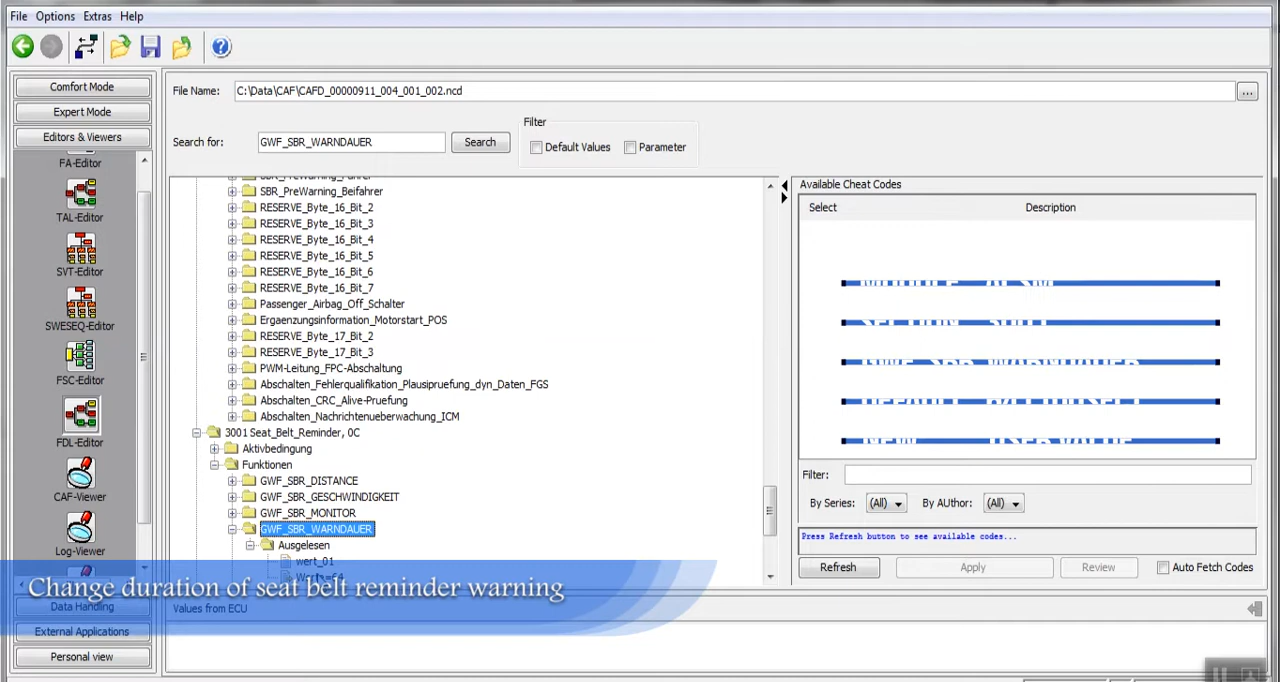 File Options Extras Help
Comfort Mode
Expert Mode
Editors & Viewers
FA-Editor
TAL-Editor
SVT-Editor
SWESEQ-Editor
FSC-Editor
FDL-Editor
CAF-Viewer
Log-Viewer
Data Handling
External Applications
Personal view
File Name: C:\Data\CAF\CAFD_00000911_004_001_002.ncd ...
Search for: GWF_SBR_WARNDAUER Search
Filter
Default Values Parameter
SBR_PreWarning_Beifahrer
RESERVE_Byte_16_Bit_2
RESERVE_Byte_16_Bit_3
RESERVE_Byte_16_Bit_4
RESERVE_Byte_16_Bit_5
RESERVE_Byte_16_Bit_6
RESERVE_Byte_16_Bit_7
Passenger_Airbag_Off_Schalter
Ergaenzungsinformation_Motorstart_POS
RESERVE_Byte_17_Bit_2
RESERVE_Byte_17_Bit_3
PWM-Leitung_FPC-Abschaltung
Abschalten_Fehlerqualifikation_Plausipruefung_dyn_Daten_FGS
Abschalten_CRC_Alive-Pruefung
Abschalten_Nachrichtenueberwachung_ICM
3001 Seat_Belt_Reminder, 0C
Aktivbedingung
Funktionen
GWF_SBR_DISTANCE
GWF_SBR_GESCHWINDIGKEIT
GWF_SBR_MONITOR
GWF_SBR_WARNDAUER
Ausgelesen
wert_01
Change duration of seat belt reminder warning
Values from ECU
Available Cheat Codes
Select Description
Filter:
By Series: (All) By AUthor: (All)
Press Refresh button to see available codes...
Refresh Apply Review Auto Fetch Codes